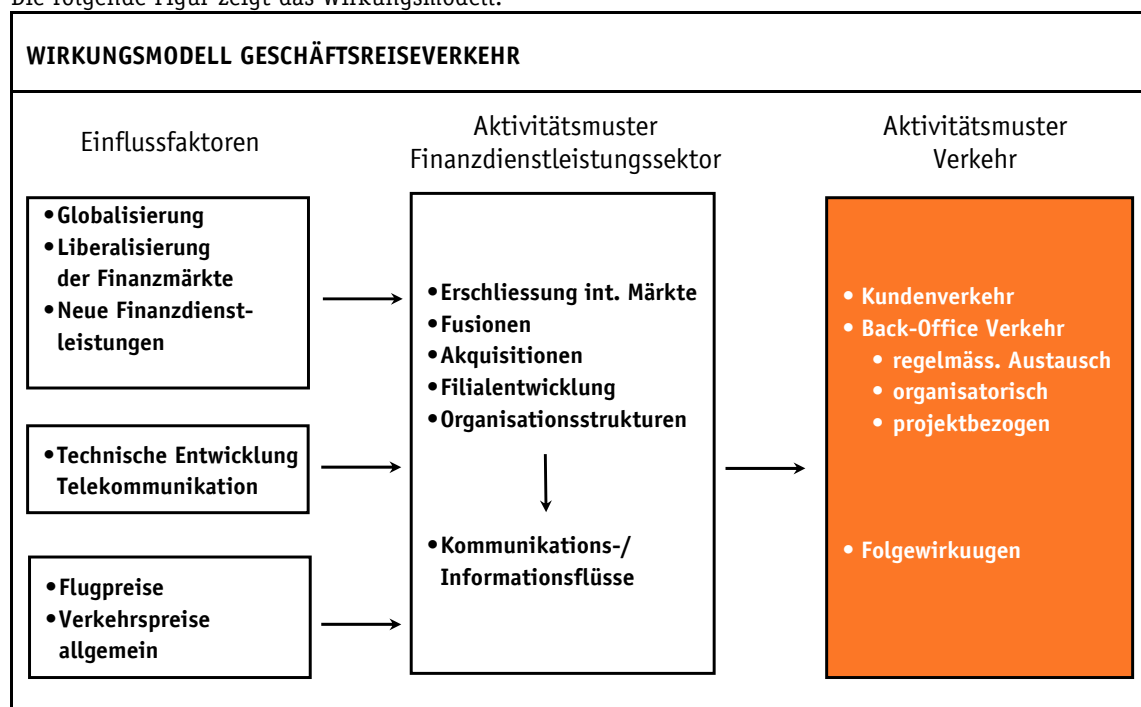 Die folgende Figur zeigt das Wirkungsmodell:
WIRKUNGSMODELL GESCHÄFTSREISEVERKEHR
Einflussfaktoren
• Globalisierung
• Liberalisierung
der Finanzmärkte
• Neue Finanzdienst-
leistungen
• Technische Entwicklung
Telekommunikation
• Flugpreise
• Verkehrspreise
allgemein
Aktivitätsmuster
Finanzdienstleistungssektor
• Erschliessung int. Märkte
• Fusionen
• Akquisitionen
• Filialentwicklung
• Organisationsstrukturen
• Kommunikations-/
Informationsflüsse
Aktivitätsmuster
Verkehr
• Kundenverkehr
• Back-Office Verkehr
• regelmäss. Austausch
• organisatorisch
• projektbezogen
• Folgewirkuugen